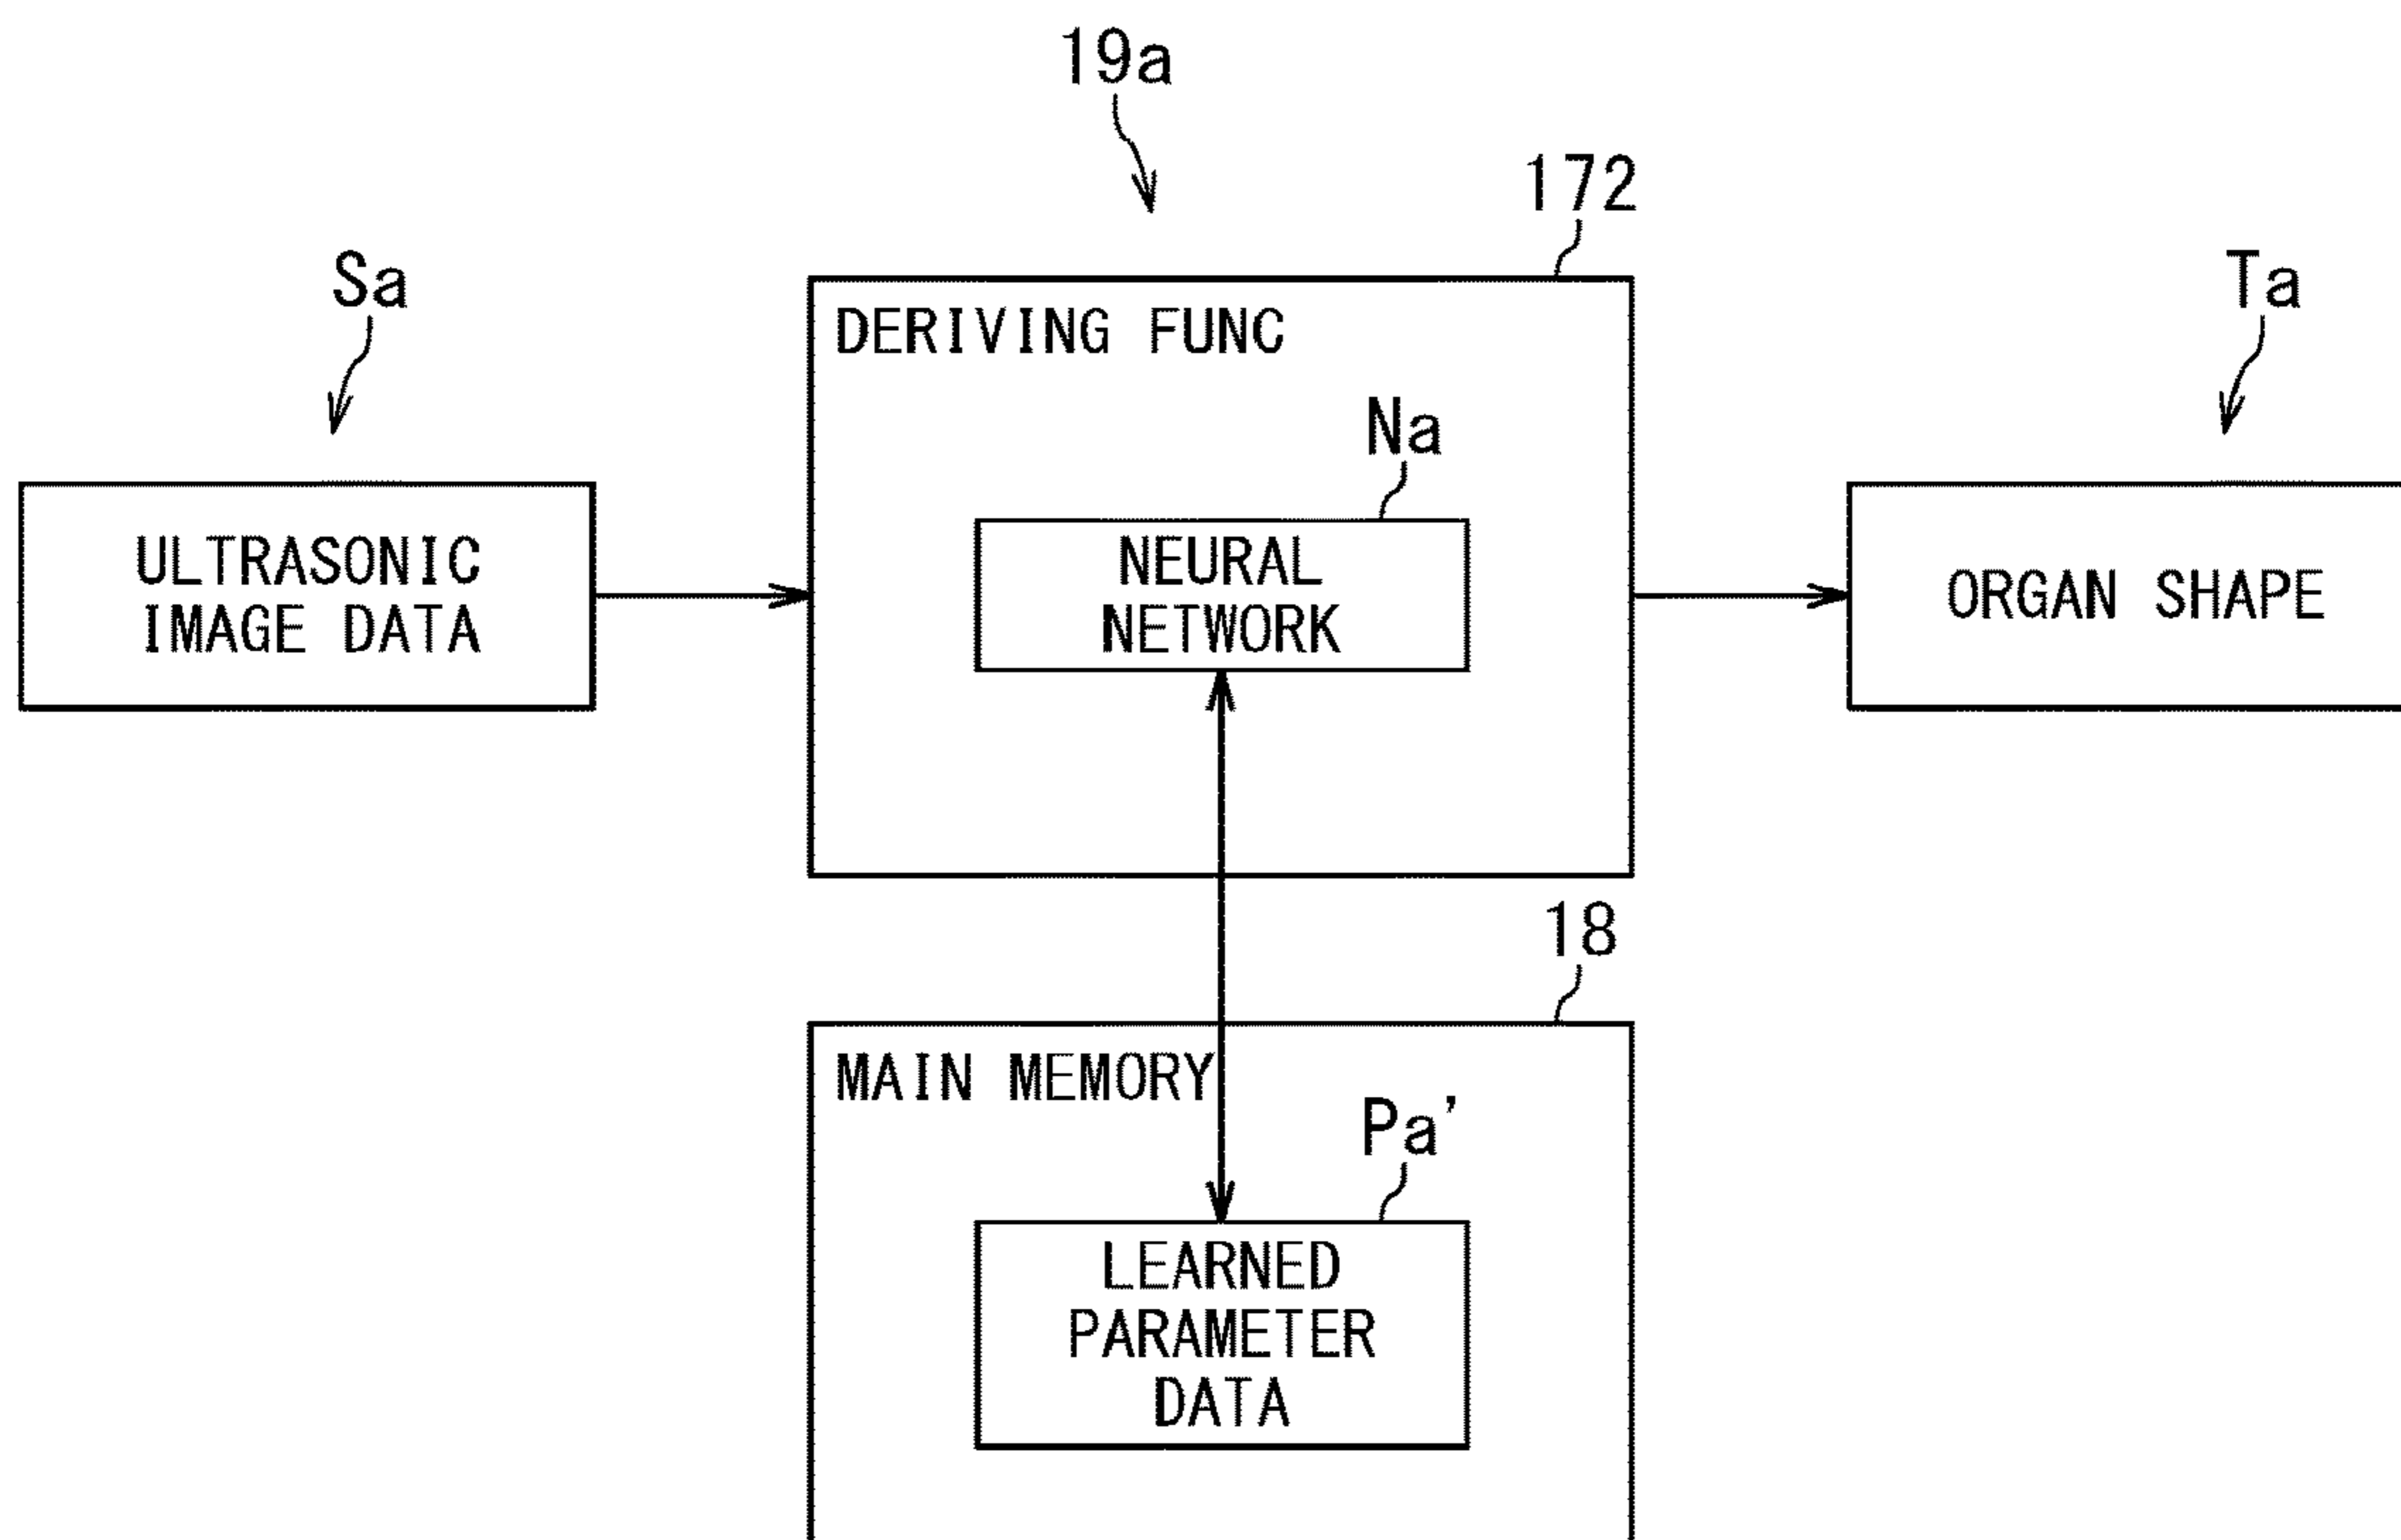 19a
172
Sa
Ta
DERIVING FUNC
Na
ULTRASONIC
IMAGE DATA
NEURAL
NETWORK
ORGAN SHAPE
18
MAIN MEMORY
Pa'
LEARNED
PARAMETER
DATA